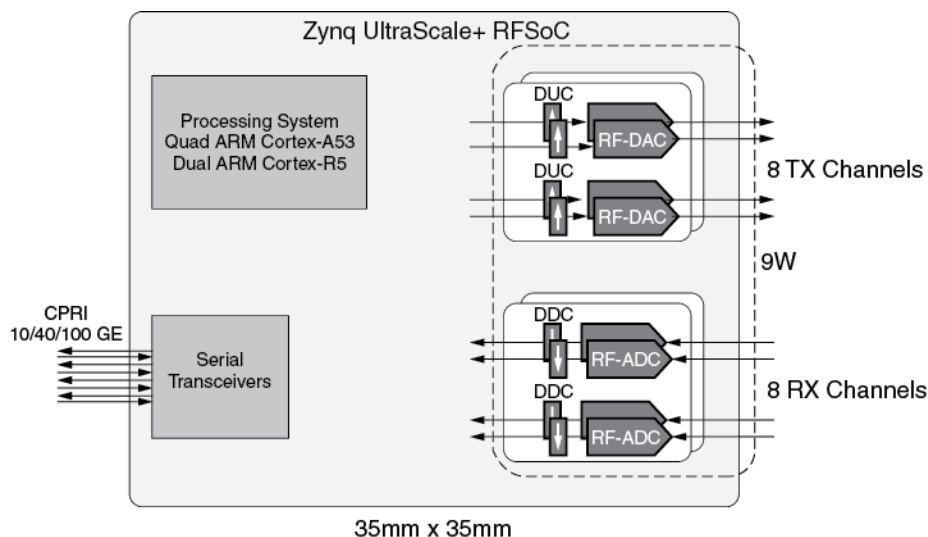 Zynq UltraScale+ RFSoC
Processing System
Quad ARM Cortex-A53
Dual ARM Cortex-R5
DUC
RF-DAC
DUC
RF-DAC
8 TX Channels
9W
CPRI
10/40/100 GE
Serial
Transceivers
DDC
RF-ADC
DDC
RF-ADC
8 RX Channels
35mm x 35mm